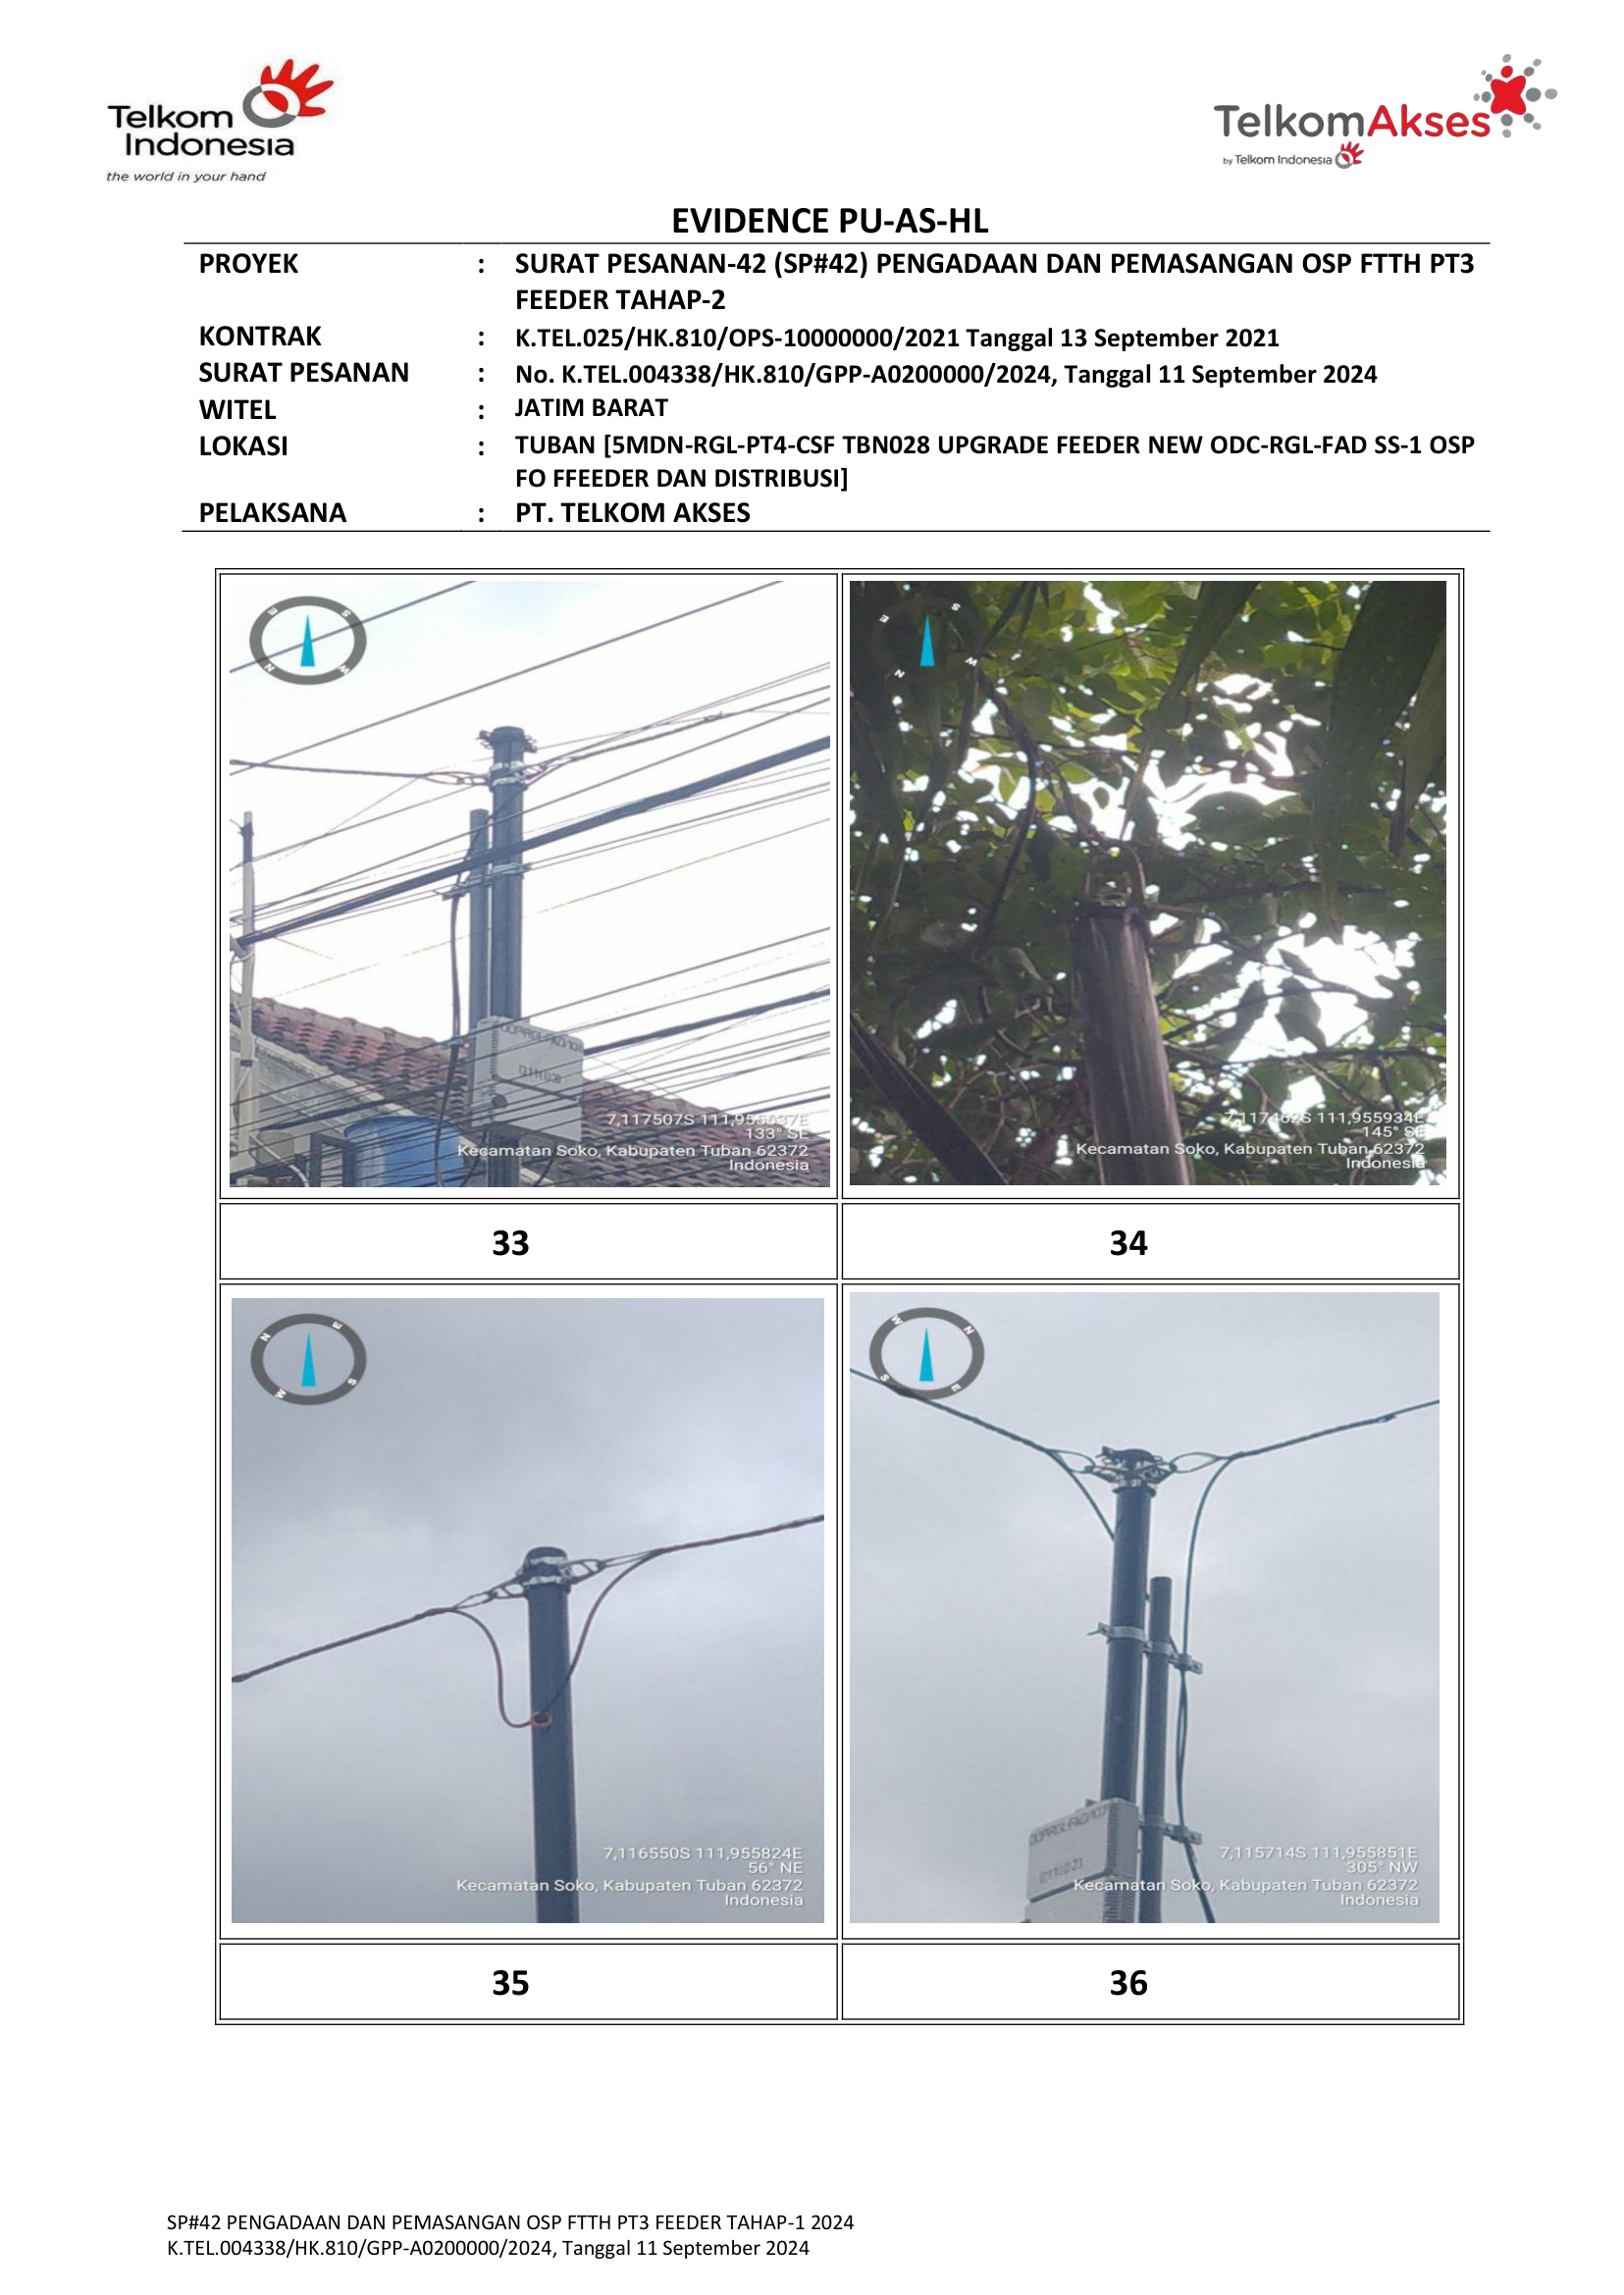 Telkom
Indonesia
the world in your hand
TelkomAkses
by Telkom Indonesia
EVIDENCE PU-AS-HL
PROYEK : SURAT PESANAN-42 (SP#42) PENGADAAN DAN PEMASANGAN OSP FTTH PT3
FEEDER TAHAP-2
KONTRAK : K.TEL.025/HK.810/OPS-10000000/2021 Tanggal 13 September 2021
SURAT PESANAN : No. K.TEL.004338/HK.810/GPP-A0200000/2024, Tanggal 11 September 2024
WITEL : JATIM BARAT
LOKASI : TUBAN [5MDN-RGL-PT4-CSF TBN028 UPGRADE FEEDER NEW ODC-RGL-FAD SS-1 OSP
FO FFEEDER DAN DISTRIBUSI]
PELAKSANA : PT. TELKOM AKSES
E S
N W
7,117507S 111,955637E
133° SE
Kecamatan Soko, Kabupaten Tuban 62372
Indonesia
E S
N W
7,117462S 111,955934E
145° SE
Kecamatan Soko, Kabupaten Tuban 62372
Indonesia
33
34
N E
W S
7,116550S 111,955824E
56° NE
Kecamatan Soko, Kabupaten Tuban 62372
Indonesia
W N
S E
7,115714S 111,955851E
305° NW
Kecamatan Soko, Kabupaten Tuban 62372
Indonesia
35
36
SP#42 PENGADAAN DAN PEMASANGAN OSP FTTH PT3 FEEDER TAHAP-1 2024
K.TEL.004338/HK.810/GPP-A0200000/2024, Tanggal 11 September 2024